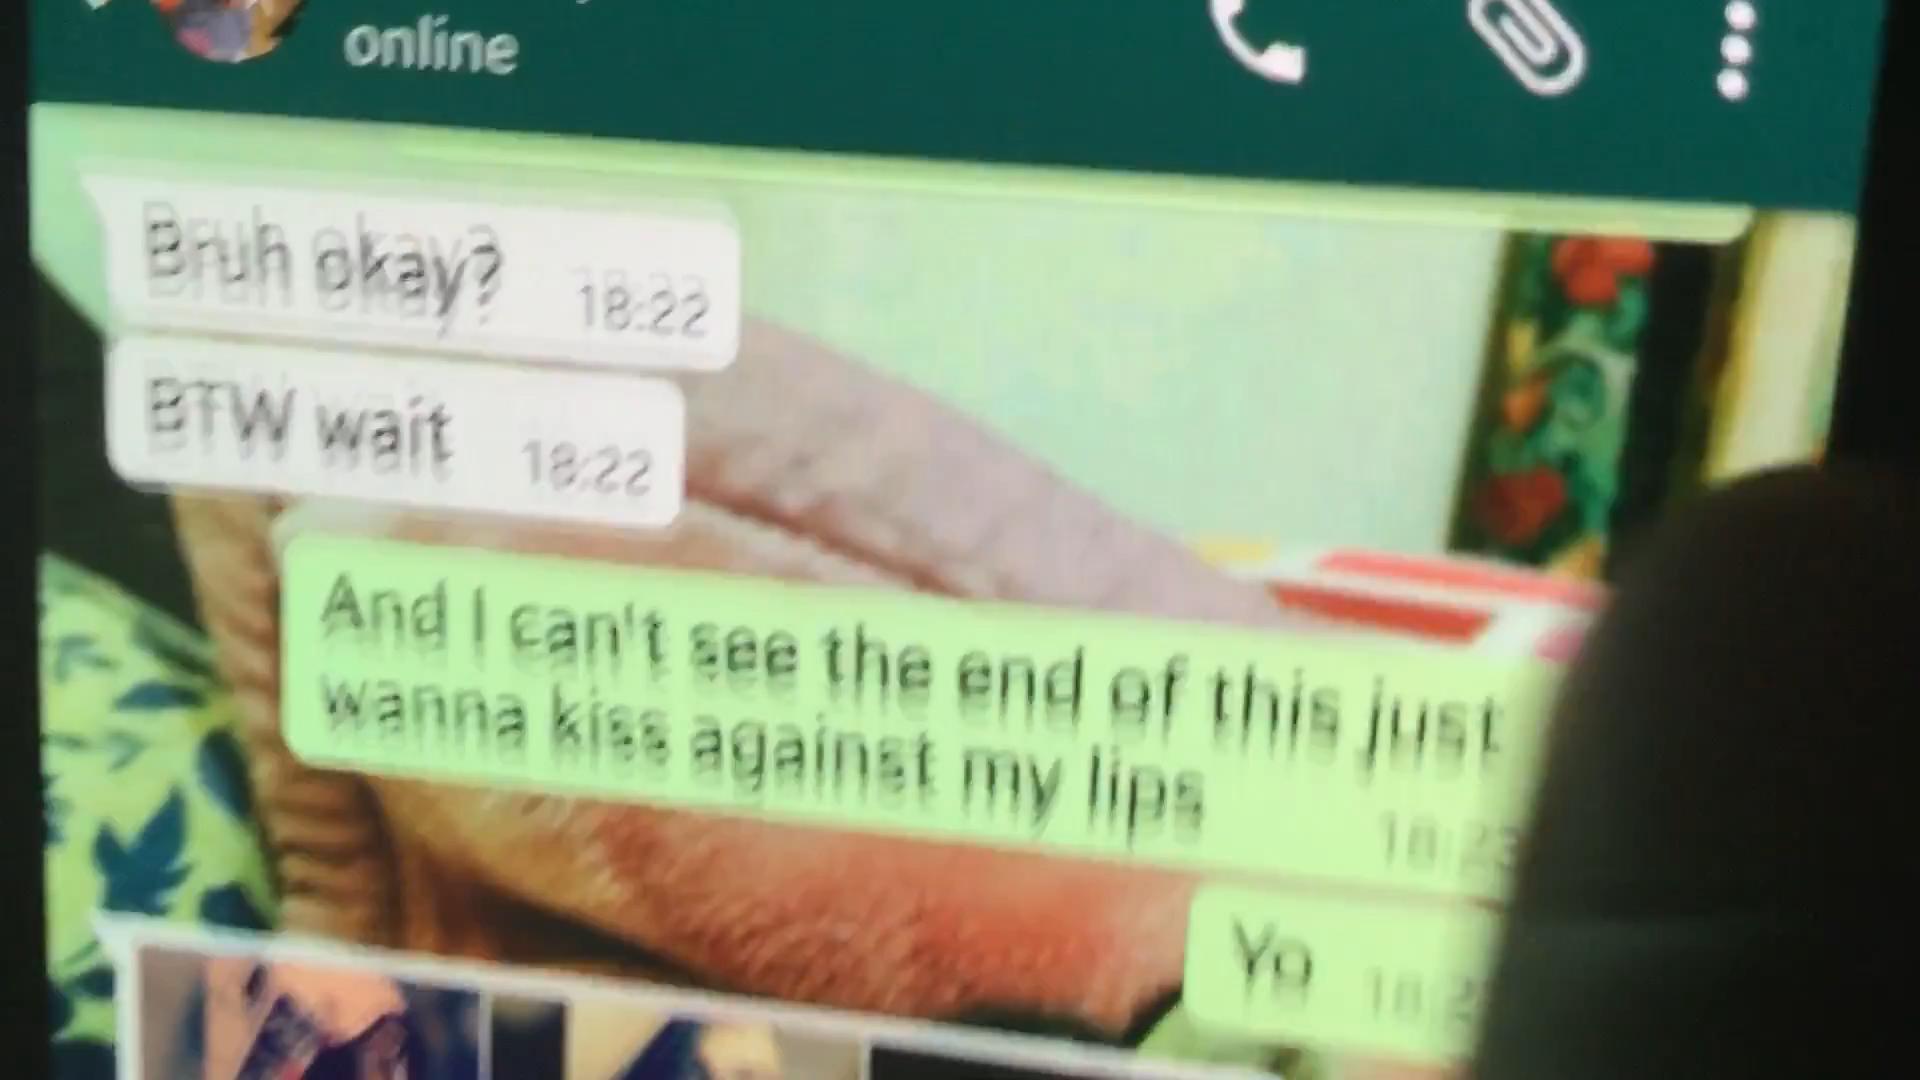 online
Bruh okay?
18:22
BTW wait
18:22
And I can't see the end of this just
wanna kiss against my lips
Yo